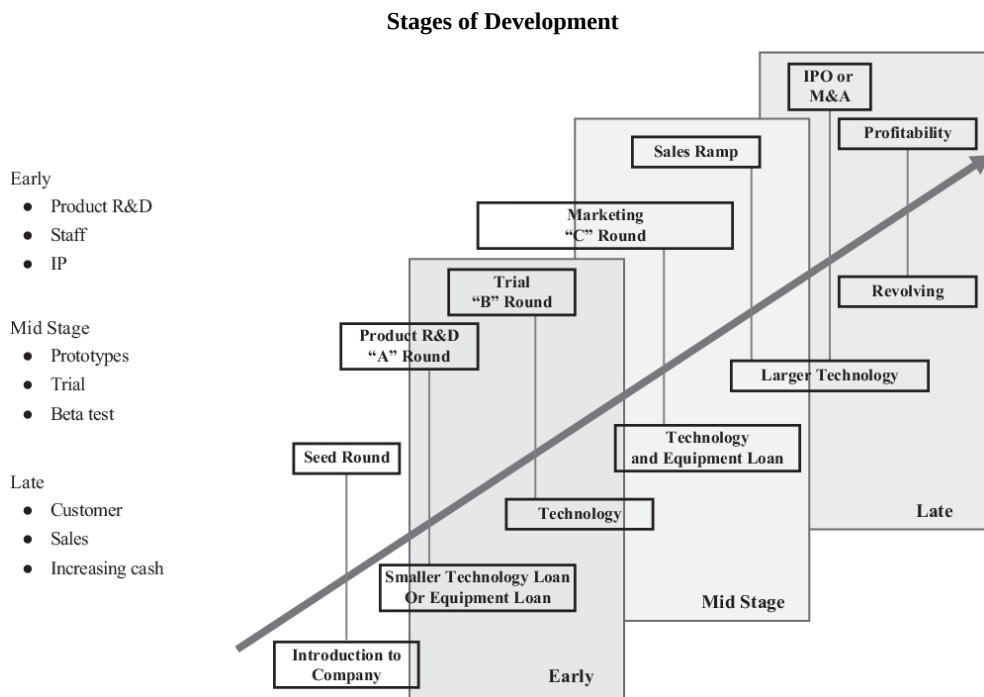 Stages of Development
Early
● Product R&D
● Staff
● IP
Mid Stage
● Prototypes
● Trial
● Beta test
Late
● Customer
● Sales
● Increasing cash
IPO or
M&A
Profitability
Sales Ramp
Marketing
“C” Round
Trial
“B” Round
Product R&D
“A” Round
Seed Round
Revolving
Larger Technology
Technology
and Equipment Loan
Technology
Smaller Technology Loan
Or Equipment Loan
Introduction to
Company
Early
Mid Stage
Late